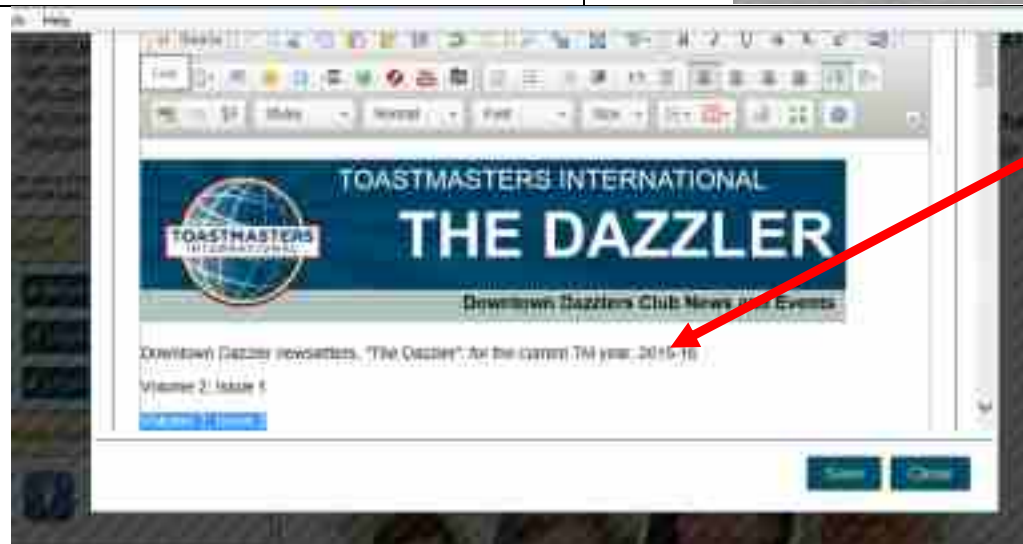 Help
Styles
Normal
Font
Size
TOASTMASTERS INTERNATIONAL
THE DAZZLER
TOASTMASTERS
INTERNATIONAL
Downtown Dazzlers Club News and Events
Downtown Dazzler newsletters, "The Dazzler", for the current TM year, 2015-16
Volume 2, Issue 1
Save Close